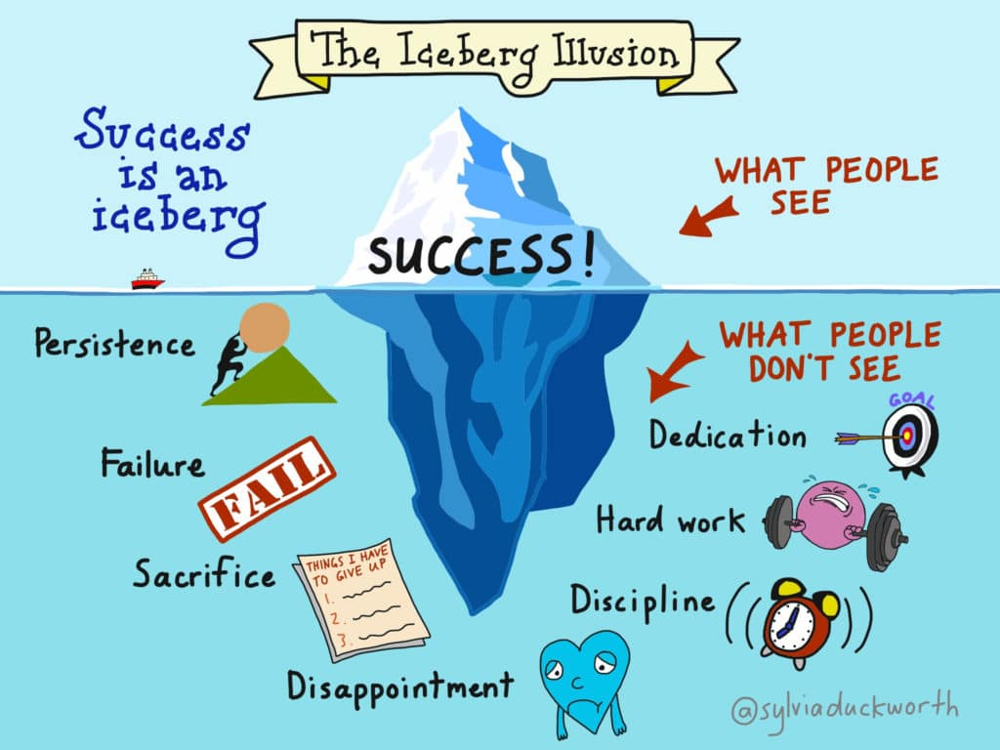 The Iceberg Illusion
Success
is an
iceberg
WHAT PEOPLE
SEE
SUCCESS!
WHAT PEOPLE
DON'T SEE
Persistence
Failure
FAIL
Sacrifice
THINGS I HAVE
TO GIVE UP
1.
2.
3.
Disappointment
GOAL
Dedication
Hard work
Discipline
@sylviaduckworth